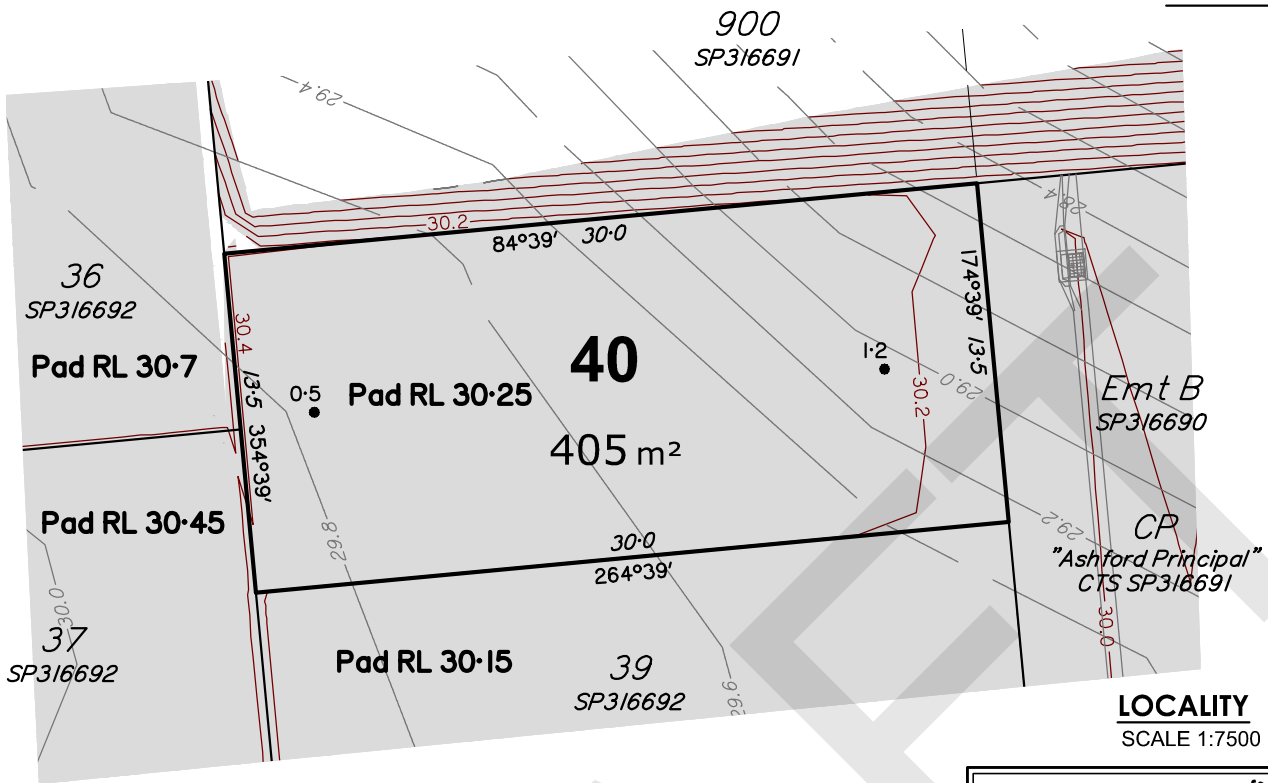 900
SP316691
29.4
28.4
30.2
84°39'
30·0
36
SP316692
Pad RL 30·7
30.4
13·5
354°39'
0·5
Pad RL 30·25
40
405 m²
1·2
174°39'
13·5
30.2
29.0
Emt B
SP316690
Pad RL 30·45
29.8
30·0
264°39'
29.2
CP
"Ashford Principal"
CTS SP316691
30.0
37
SP316692
30.0
Pad RL 30·15
39
SP316692
29.6
LOCALITY
SCALE 1:7500